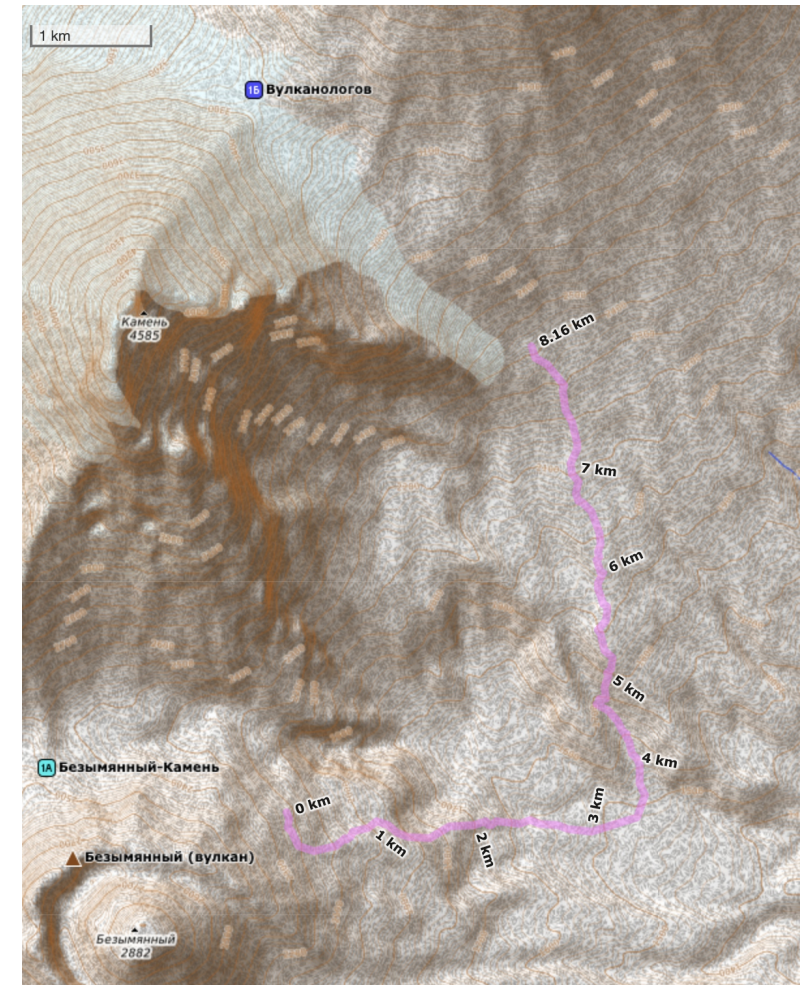 1 km
1Б Вулканологов
Камень
4585
8.16 km
7 km
6 km
5 km
4 km
0 km
3 km
1 km
2 km
1А Безымянный-Камень
Безымянный (вулкан)
Безымянный
2882